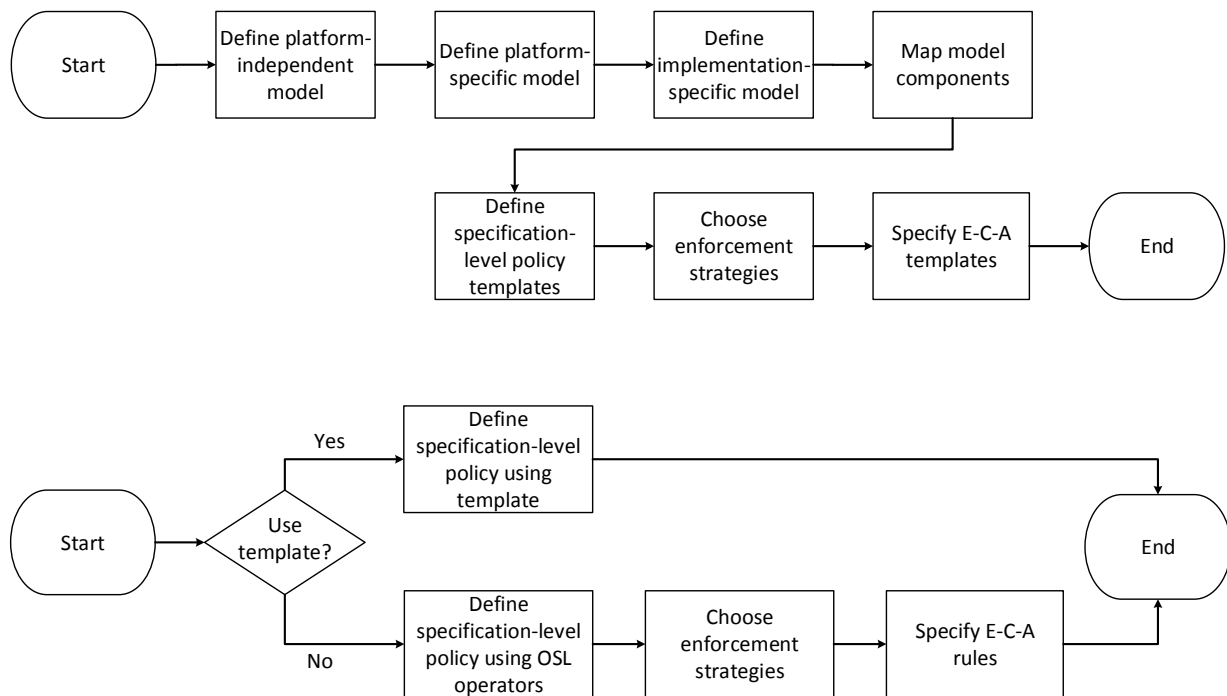 Start
Define platform-
independent
model
Define platform-
specific model
Define
implementation-
specific model
Map model
components
Define
specification-
level policy
templates
Choose
enforcement
strategies
Specify E-C-A
templates
End
Start
Use
template?
Yes
Define
specification-level
policy using
template
End
No
Define
specification-level
policy using OSL
operators
Choose
enforcement
strategies
Specify E-C-A
rules